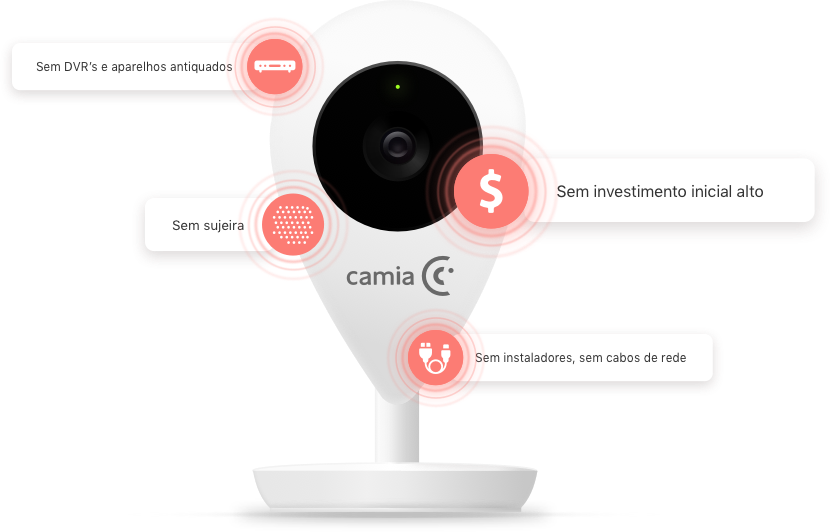 Sem DVR's e aparelhos antiquados
Sem investimento inicial alto
Sem sujeira
camia
Sem instaladores, sem cabos de rede